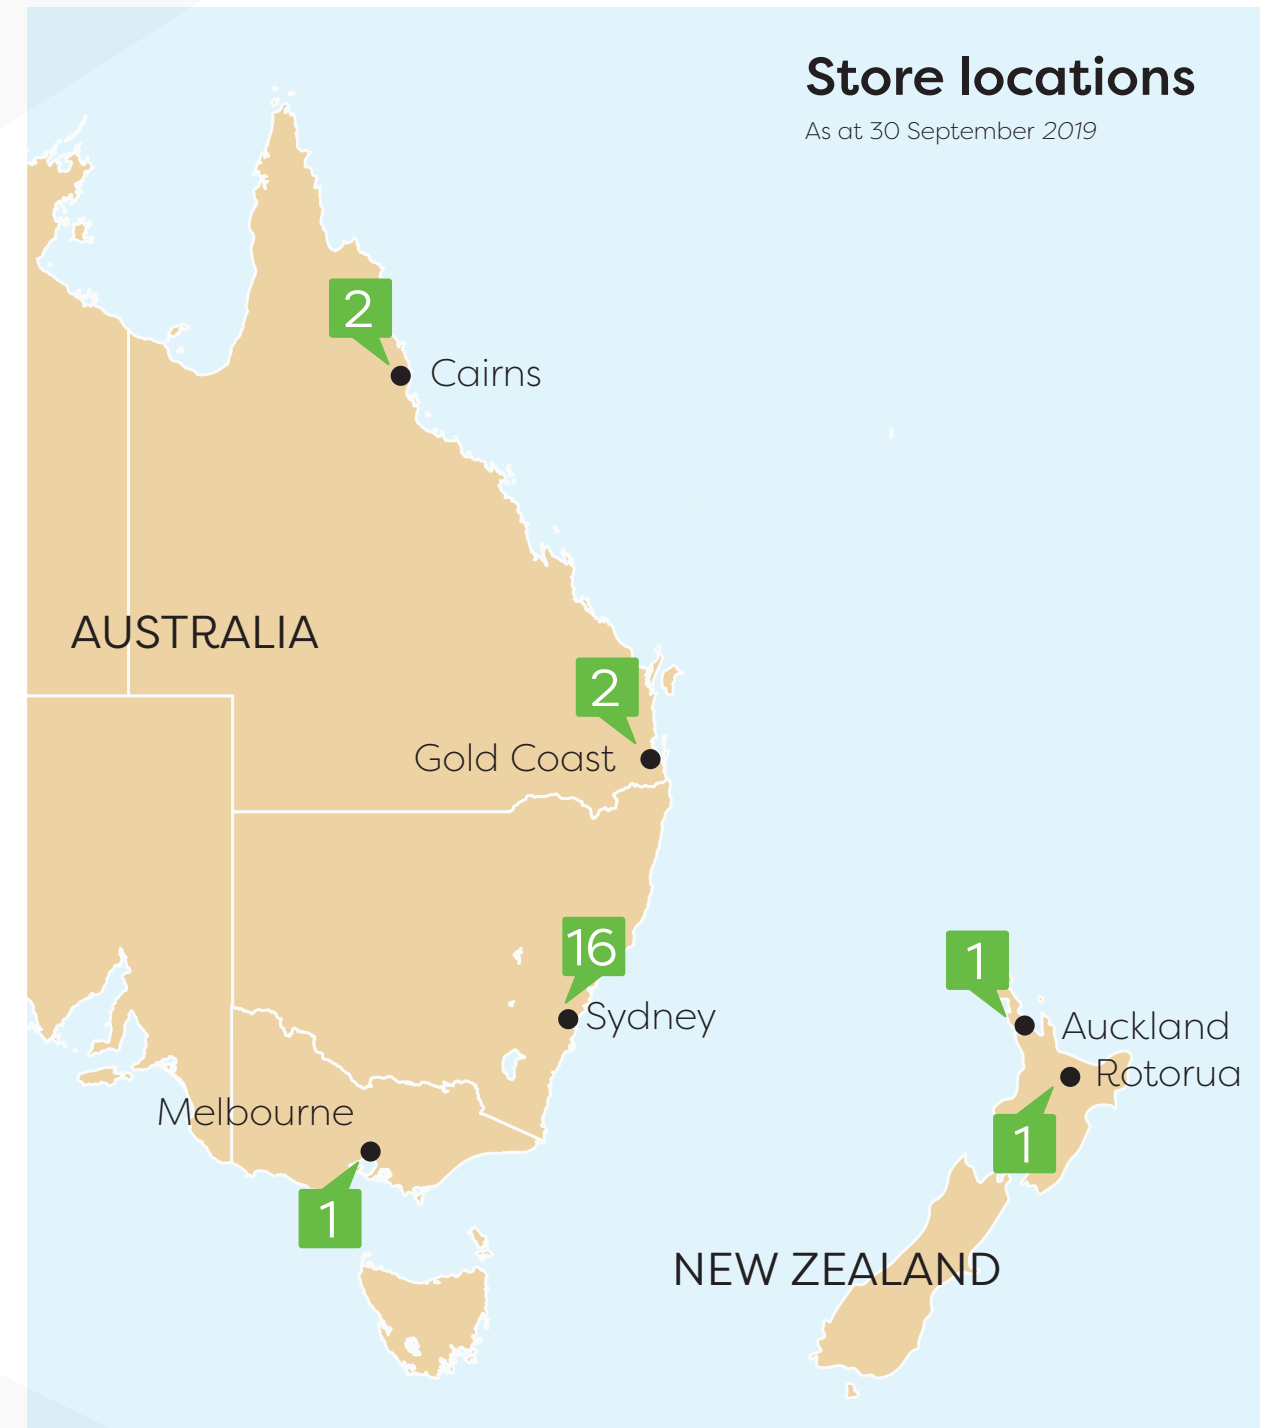 Store locations
As at 30 September 2019
2
Cairns
AUSTRALIA
2
Gold Coast
16
Sydney
1
Auckland
Rotorua
1
Melbourne
1
NEW ZEALAND